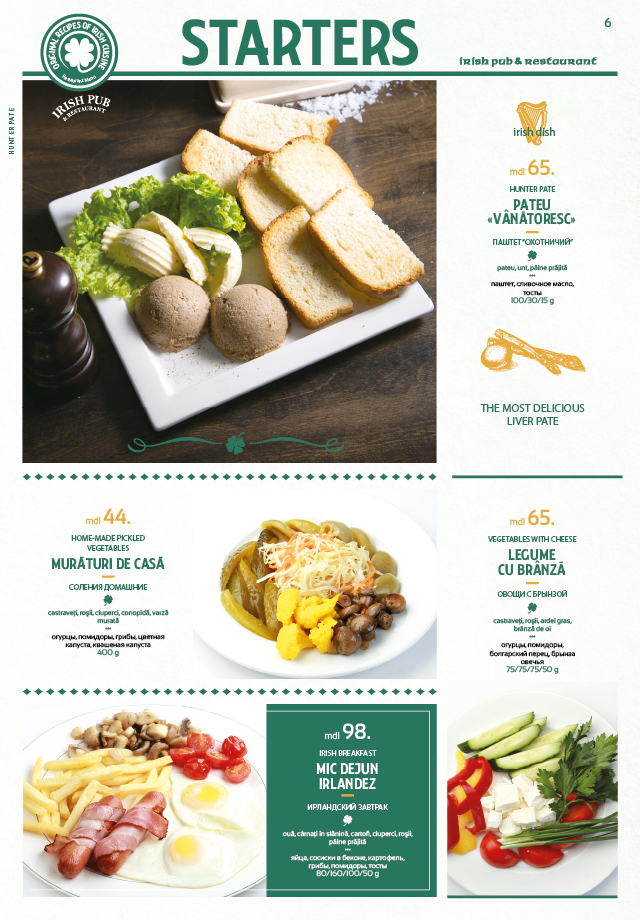 6
ORIGINAL RECIPES OF IRISH CUISINE
IRISH PUB
& RESTAURANT
STARTERS
irish pub & restaurant
HUNTER PATE
irish dish
mdl 65.
HUNTER PATE
PATEU
«VÂNĂTORESC»
ПАШТЕТ "ОХОТНИЧИЙ"
pateu, unt, pâine prăjită
паштет, сливочное масло,
тосты
100/30/15 g
THE MOST DELICIOUS
LIVER PATE
mdl 44.
HOME-MADE PICKLED
VEGETABLES
MURĂTURI DE CASĂ
СОЛЕНИЯ ДОМАШНИЕ
castraveți, roșii, ciuperci, conopidă, varză
murată
огурцы, помидоры, грибы, цветная
капуста, квашеная капуста
400 g
mdl 65.
VEGETABLES WITH CHEESE
LEGUME
CU BRÂNZĂ
ОВОЩИ С БРЫНЗОЙ
castraveți, roșii, ardei gras,
brânză de oi
огурцы, помидоры,
болгарский перец, брынза
овечья
75/75/75/50 g
mdl 98.
IRISH BREAKFAST
MIC DEJUN
IRLANDEZ
ИРЛАНДСКИЙ ЗАВТРАК
ouă, cârnați în slănină, cartofi, ciuperci, roșii,
pâine prăjită
яйца, сосиски в беконе, картофель,
грибы, помидоры, тосты
80/160/100/50 g